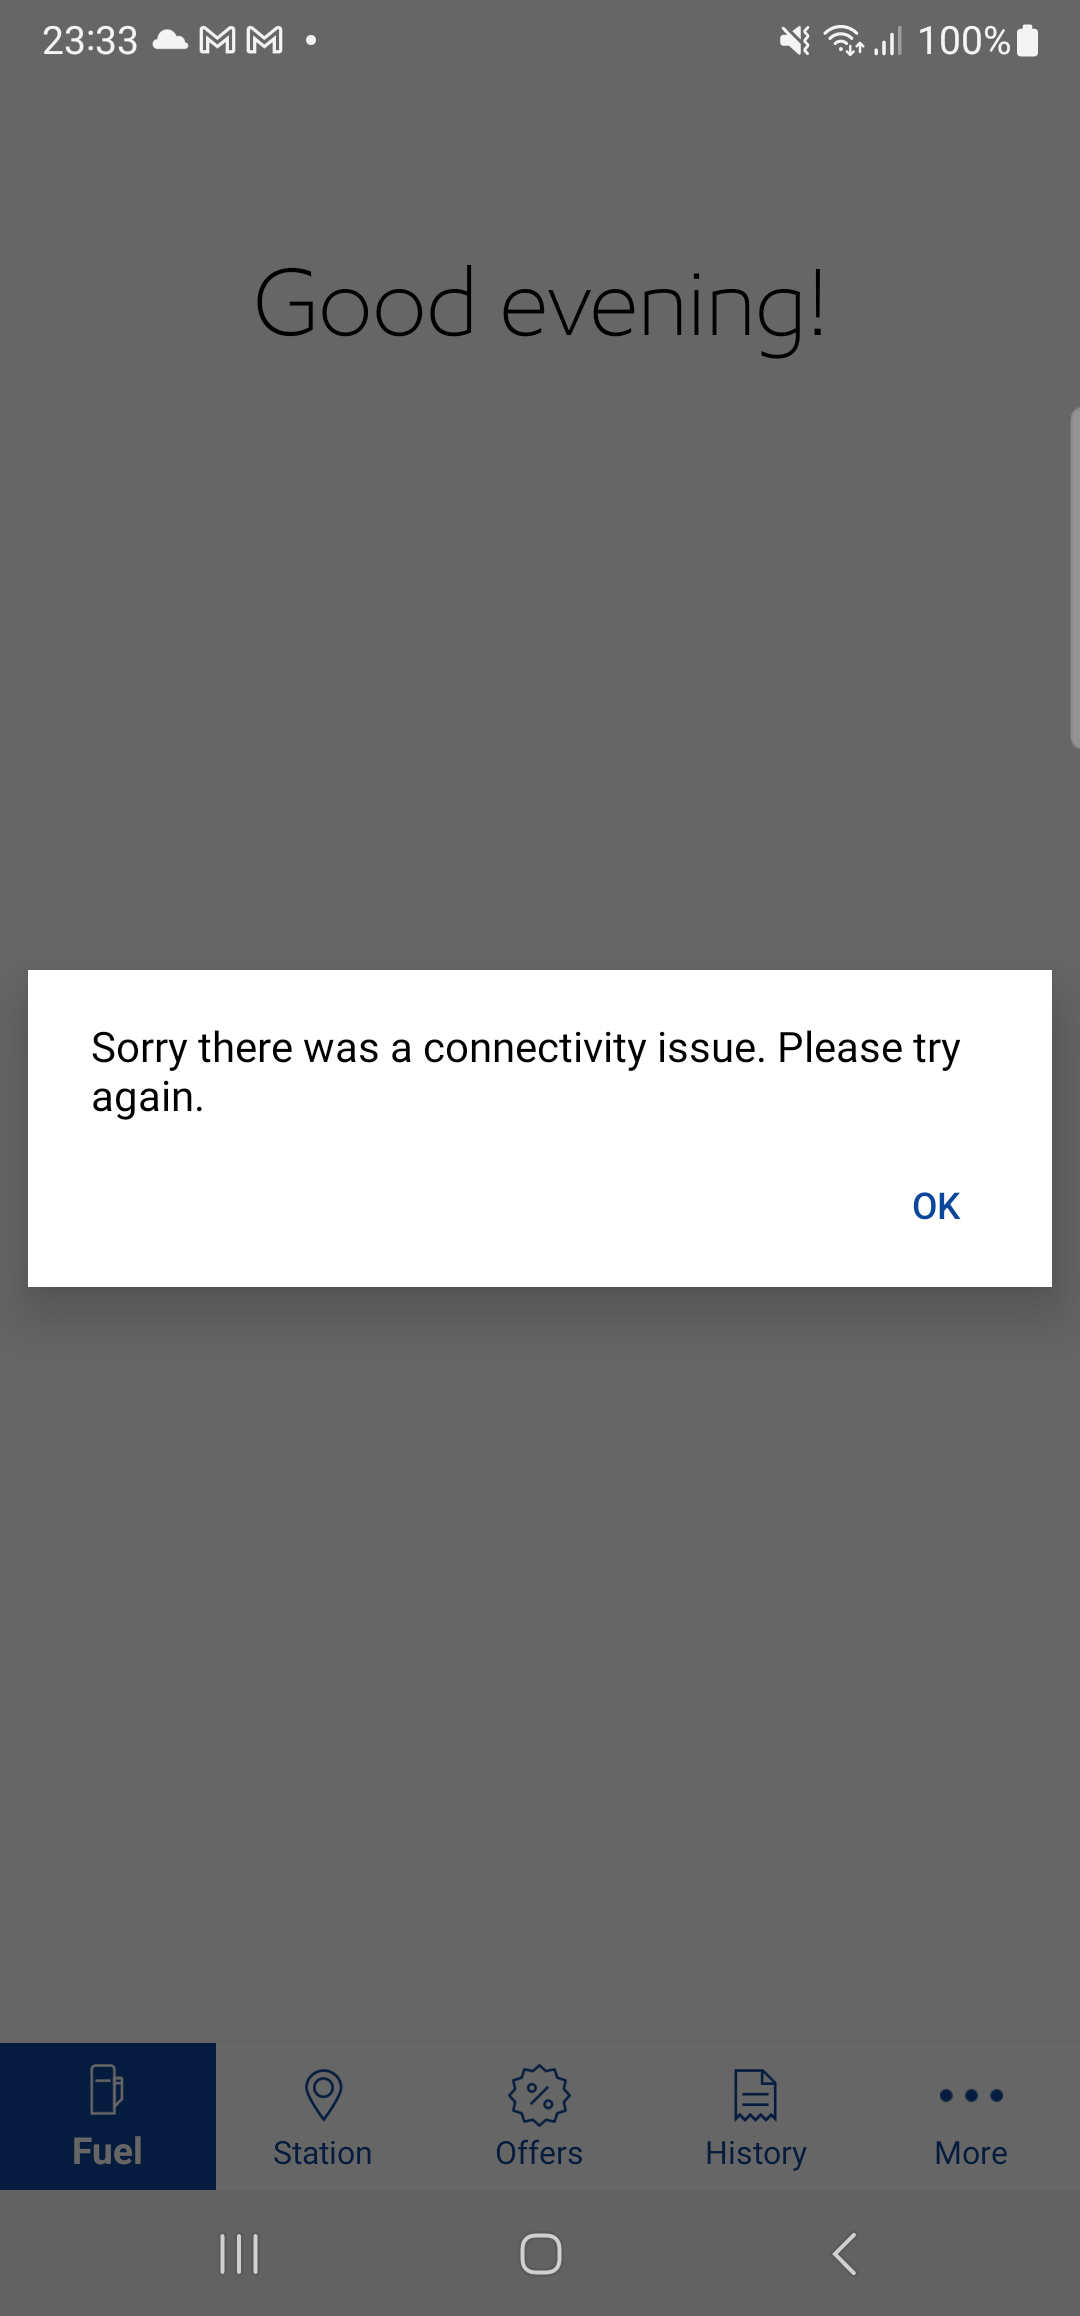 23:33 100%
Good evening!
Sorry there was a connectivity issue. Please try
again.
OK
Fuel Station Offers History More